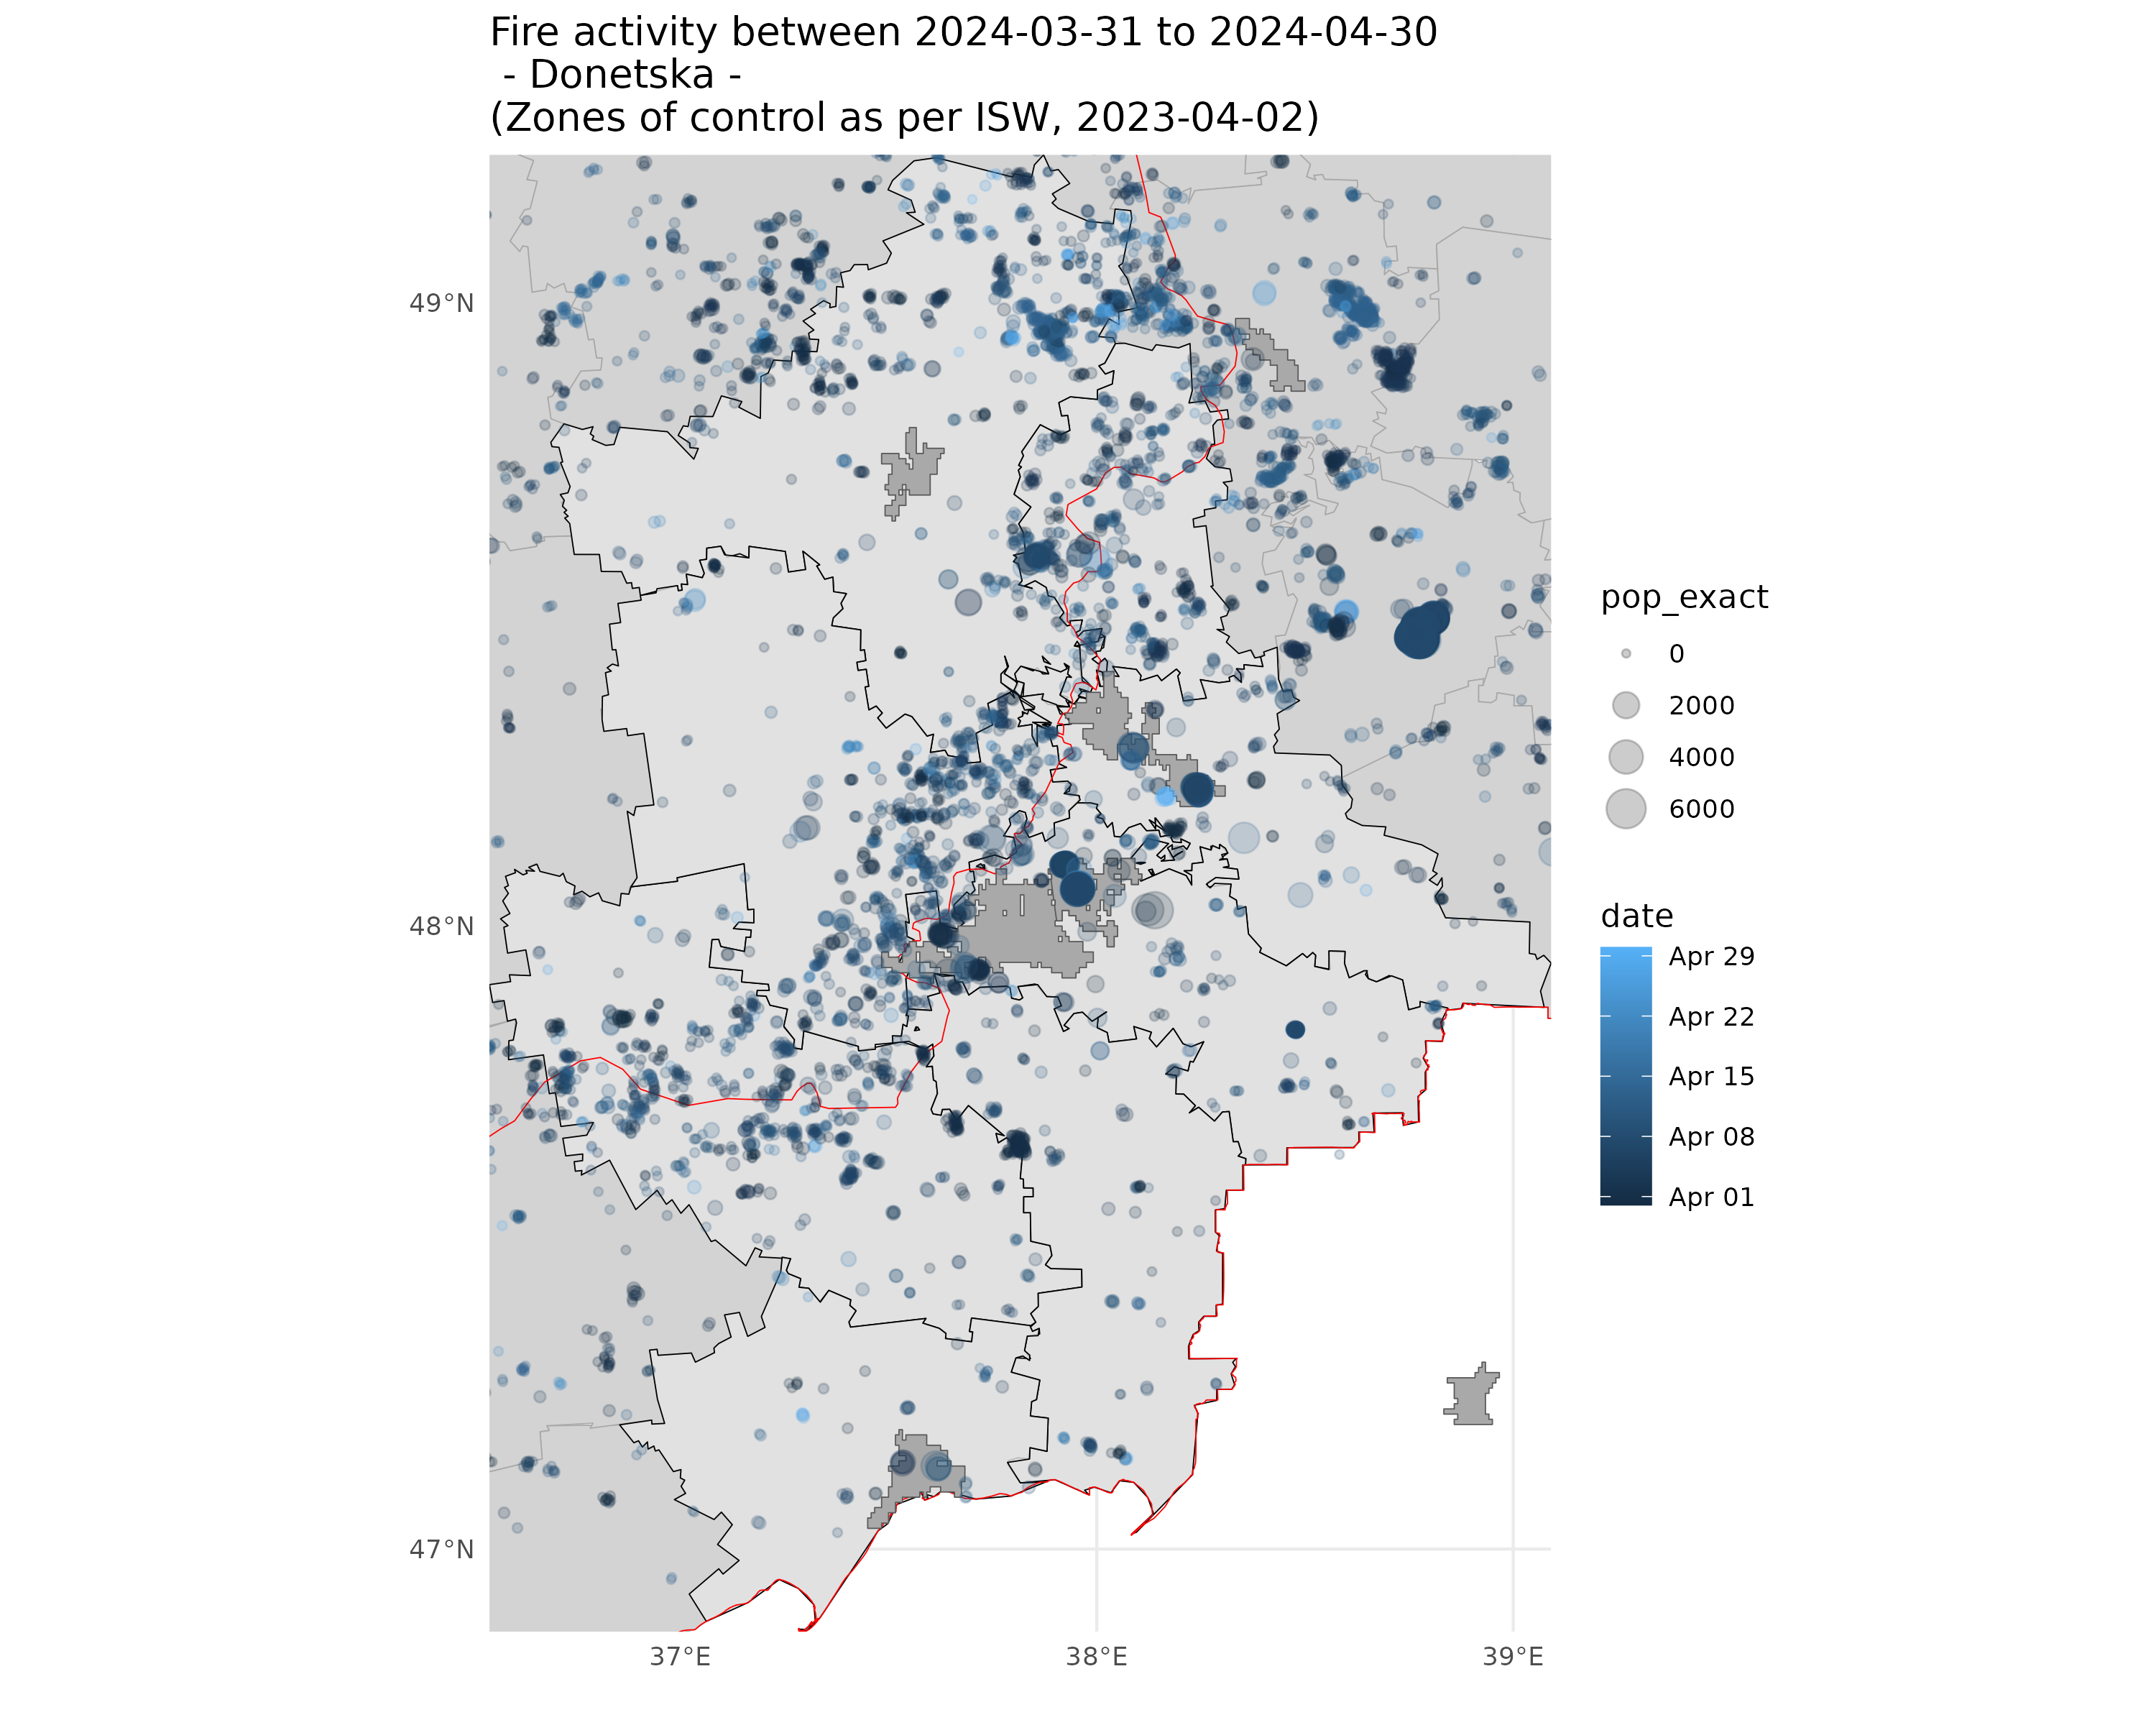 Fire activity between 2024-03-31 to 2024-04-30
- Donetska -
(Zones of control as per ISW, 2023-04-02)
49°N
48°N
47°N
37°E
38°E
39°E
pop_exact
0
2000
4000
6000
date
Apr 29
Apr 22
Apr 15
Apr 08
Apr 01